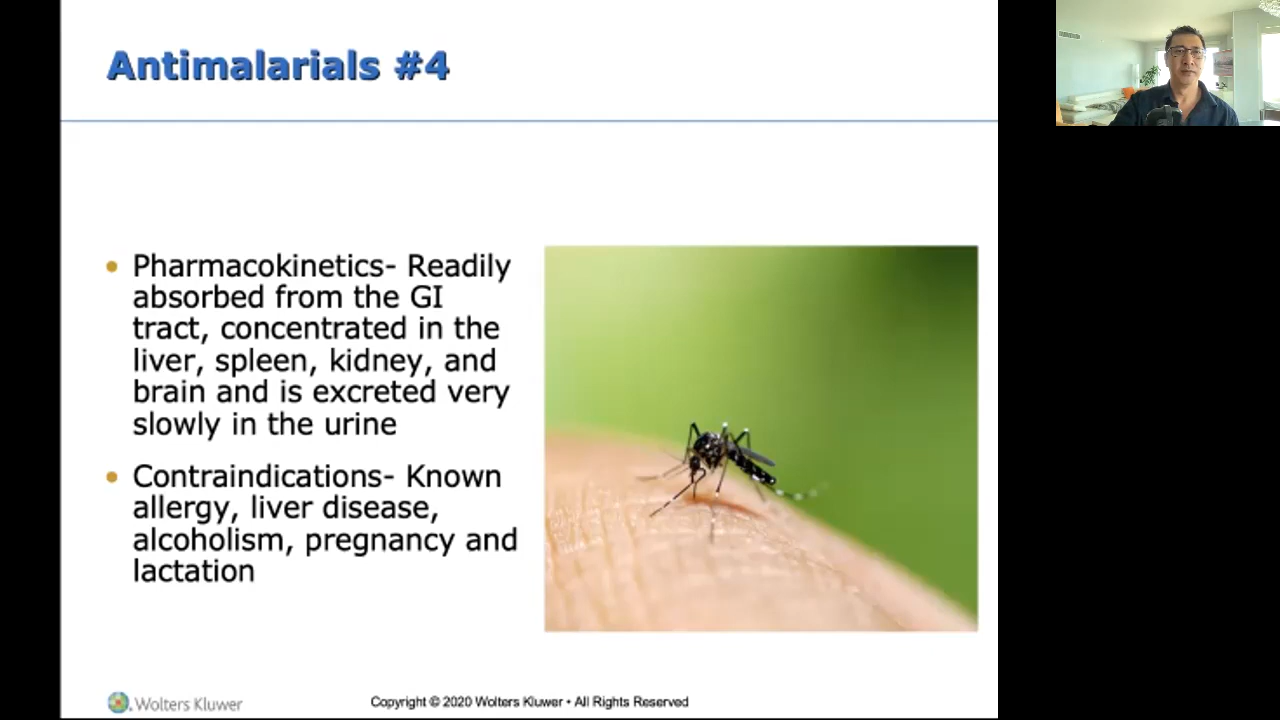 Antimalarials #4
Pharmacokinetics- Readily
absorbed from the GI
tract, concentrated in the
liver, spleen, kidney, and
brain and is excreted very
slowly in the urine
Contraindications- Known
allergy, liver disease,
alcoholism, pregnancy and
lactation
Wolters Kluwer
Copyright © 2020 Wolters Kluwer • All Rights Reserved